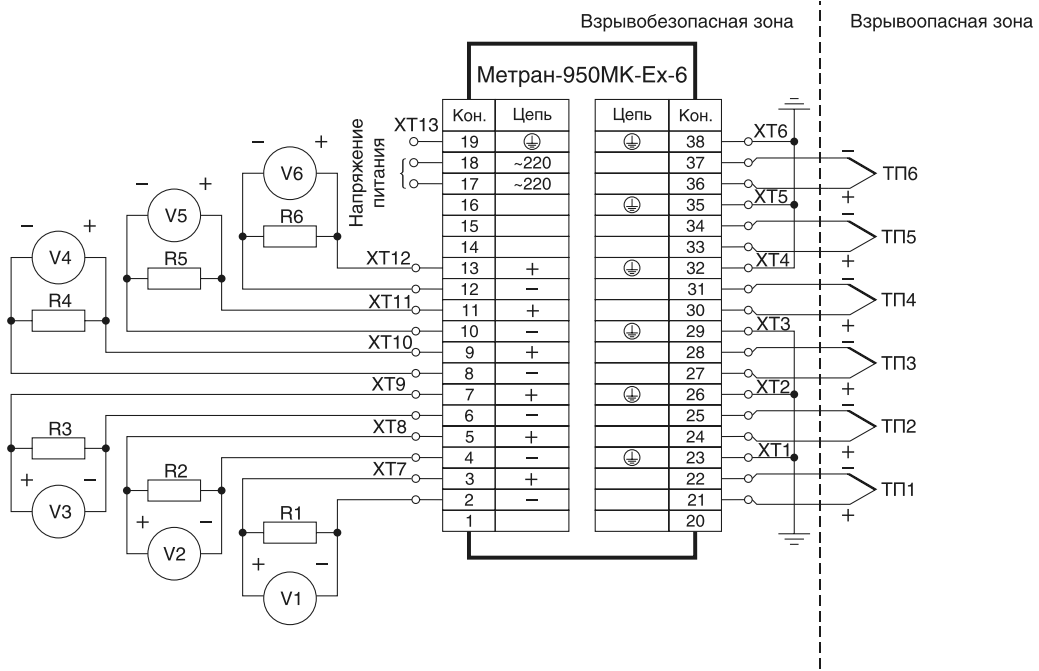 Взрывобезопасная зона
Взрывоопасная зона
Метран-950МК-Ex-6
Кон. Цепь Цепь Кон.
XT13 19 38 XT6
Напряжение питания
18 ~220 37 −
17 ~220 36 +
ТП6
16 35 XT5
15 34 −
14 33 +
ТП5
XT12 13 + 32 XT4
12 − 31 −
XT11 11 + 30 +
ТП4
10 − 29 XT3
XT10 9 + 28 −
8 − 27 +
ТП3
XT9 7 + 26 XT2
6 − 25 −
XT8 5 + 24 +
ТП2
4 − 23 XT1
XT7 3 + 22 −
2 − 21 +
ТП1
1 20
− V6 +
R6
− V5 +
R5
− V4 +
R4
R3
+ V3 −
R2
+ V2 −
R1
+ V1 −